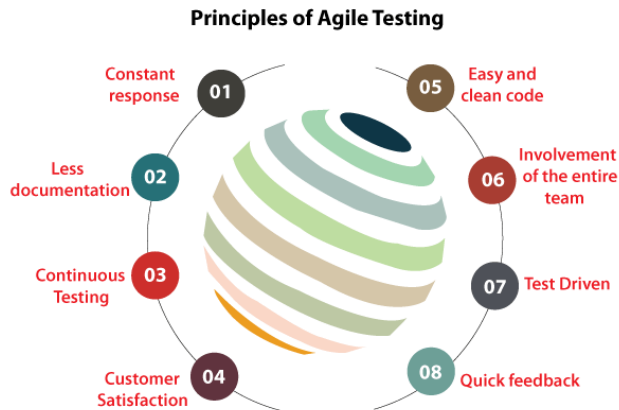 Principles of Agile Testing
01
Constant
response
02
Less
documentation
03
Continuous
Testing
04
Customer
Satisfaction
05
Easy and
clean code
06
Involvement
of the entire
team
07
Test Driven
08
Quick feedback